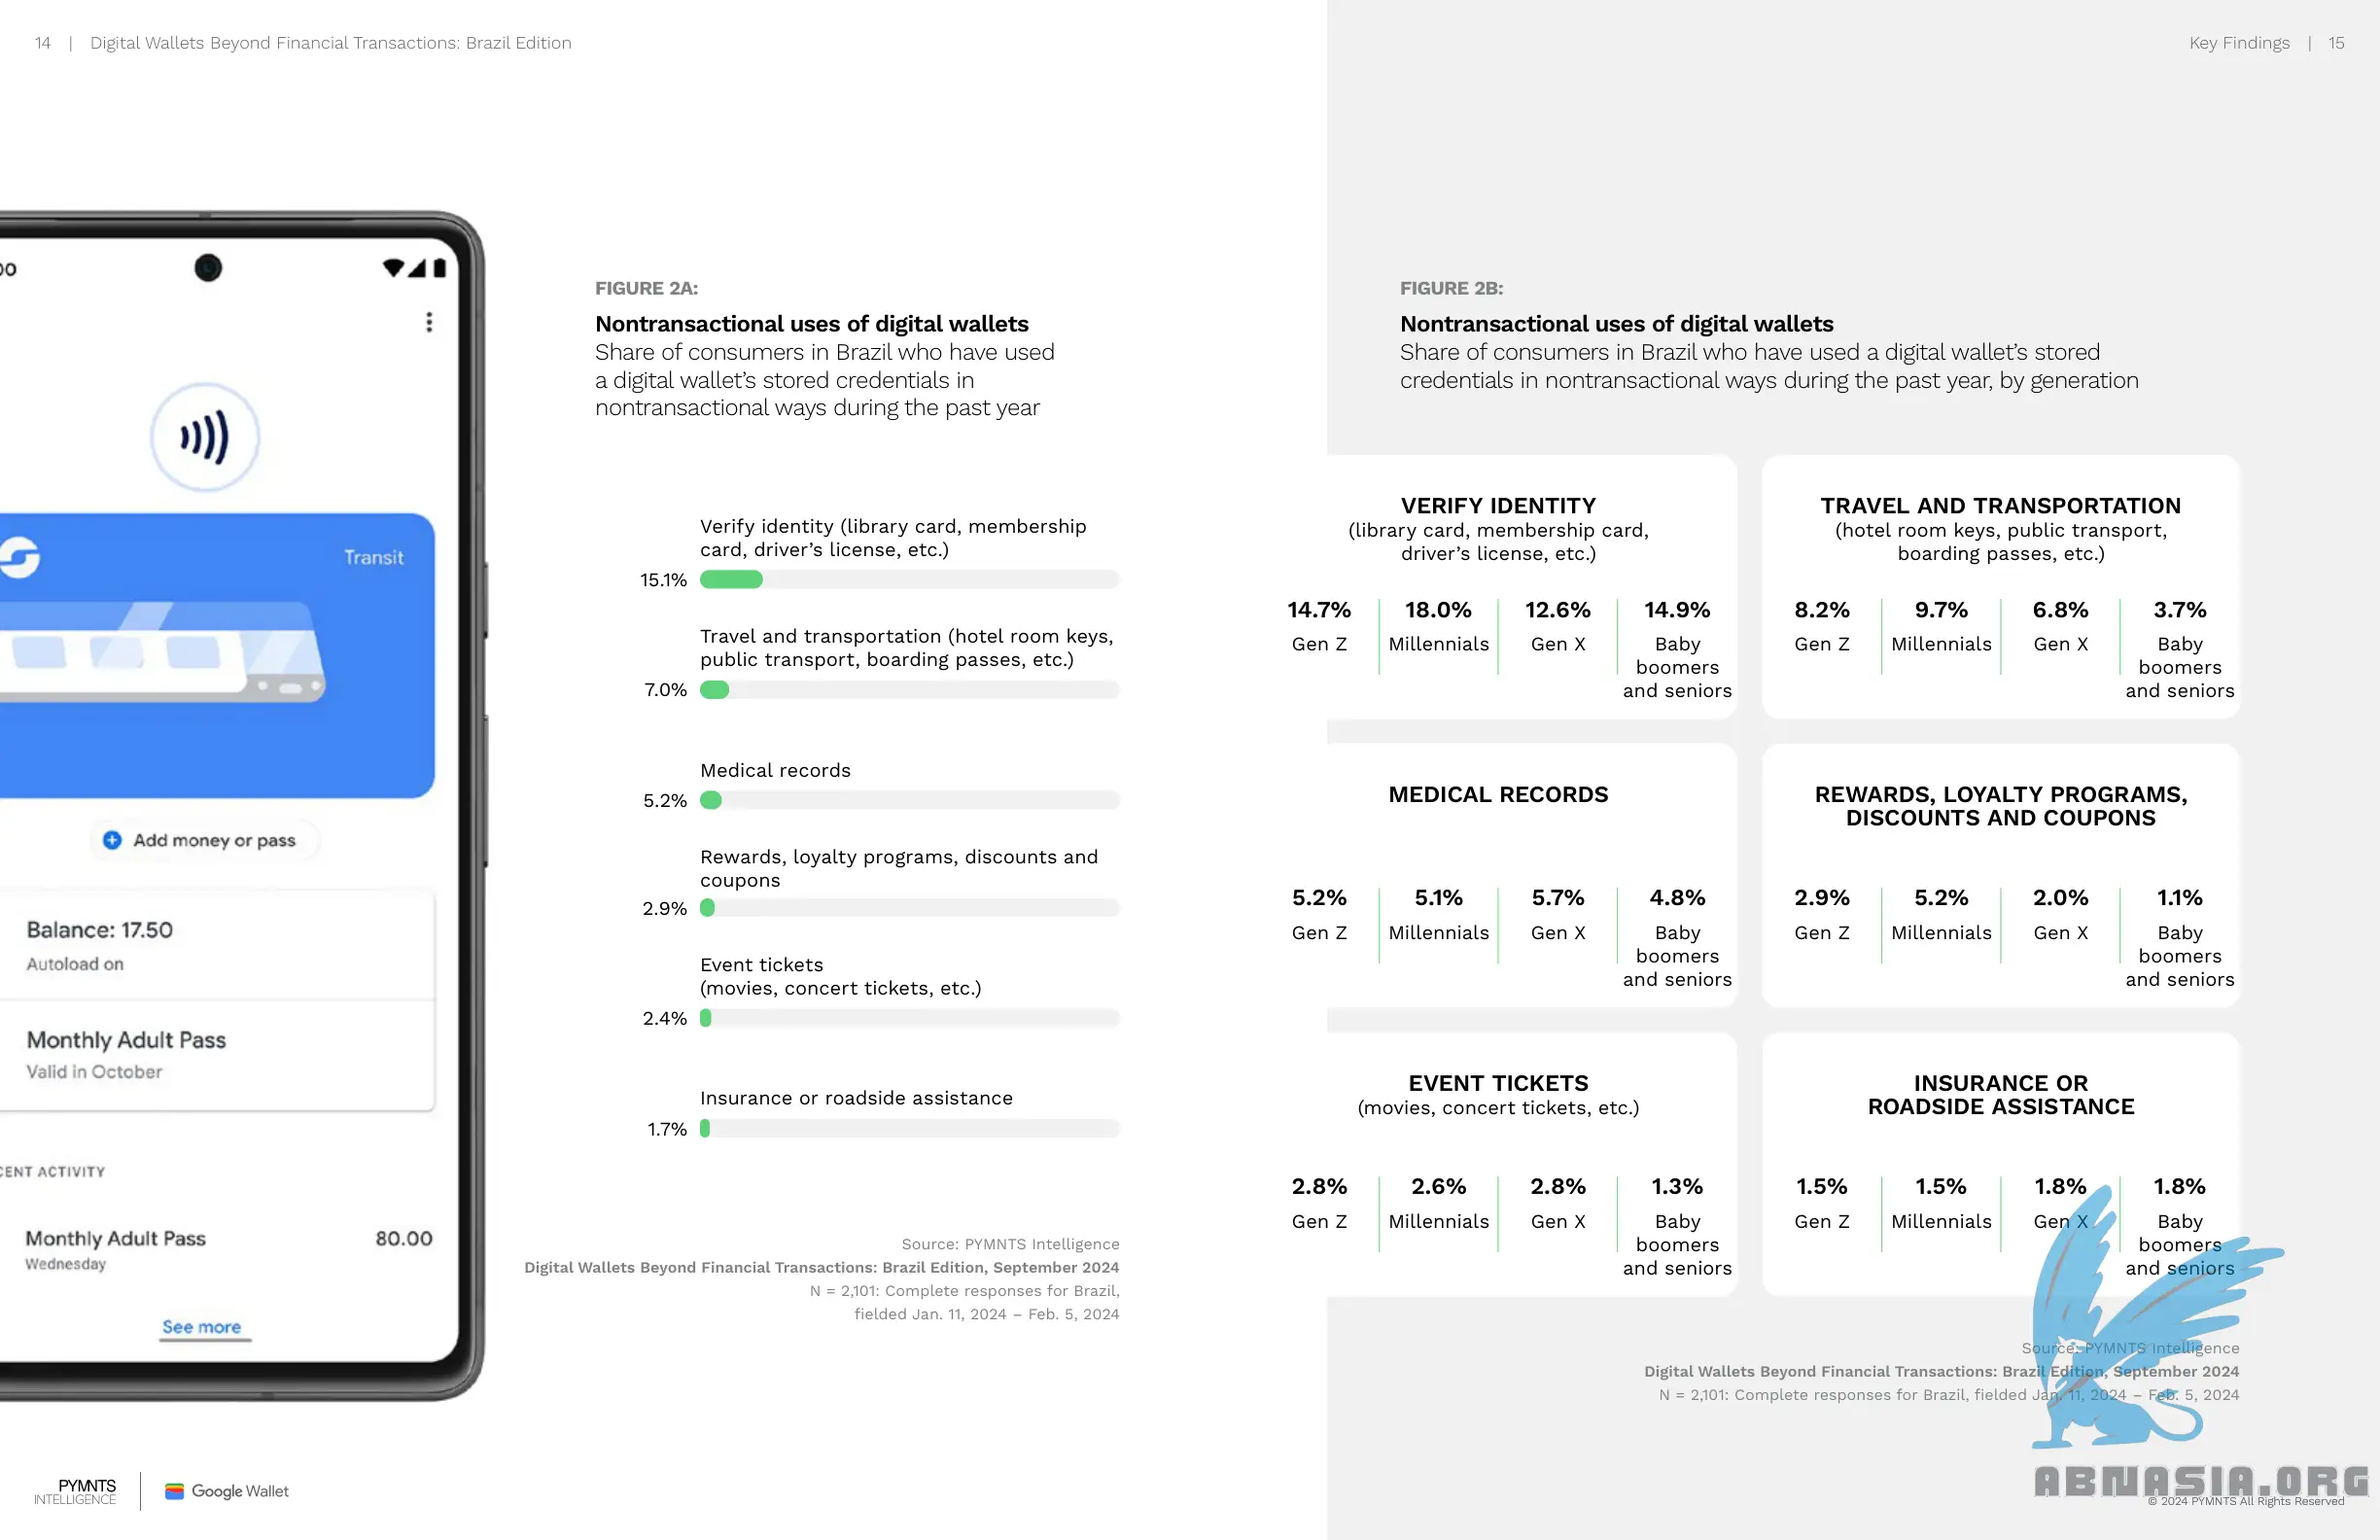 14 | Digital Wallets Beyond Financial Transactions: Brazil Edition
Key Findings | 15
Transit
Add money or pass
Balance: 17.50
Autoload on
Monthly Adult Pass
Valid in October
Monthly Adult Pass
80.00
Wednesday
See more
FIGURE 2A:
Nontransactional uses of digital wallets
Share of consumers in Brazil who have used
a digital wallet’s stored credentials in
nontransactional ways during the past year
Verify identity (library card, membership
card, driver’s license, etc.)
15.1%
Travel and transportation (hotel room keys,
public transport, boarding passes, etc.)
7.0%
Medical records
5.2%
Rewards, loyalty programs, discounts and
coupons
2.9%
Event tickets
(movies, concert tickets, etc.)
2.4%
Insurance or roadside assistance
1.7%
Source: PYMNTS Intelligence
Digital Wallets Beyond Financial Transactions: Brazil Edition, September 2024
N = 2,101: Complete responses for Brazil,
fielded Jan. 11, 2024 – Feb. 5, 2024
FIGURE 2B:
Nontransactional uses of digital wallets
Share of consumers in Brazil who have used a digital wallet’s stored
credentials in nontransactional ways during the past year, by generation
VERIFY IDENTITY
(library card, membership card,
driver’s license, etc.)
14.7% 18.0% 12.6% 14.9%
Gen Z Millennials Gen X Baby
boomers
and seniors
TRAVEL AND TRANSPORTATION
(hotel room keys, public transport,
boarding passes, etc.)
8.2% 9.7% 6.8% 3.7%
Gen Z Millennials Gen X Baby
boomers
and seniors
MEDICAL RECORDS
5.2% 5.1% 5.7% 4.8%
Gen Z Millennials Gen X Baby
boomers
and seniors
REWARDS, LOYALTY PROGRAMS,
DISCOUNTS AND COUPONS
2.9% 5.2% 2.0% 1.1%
Gen Z Millennials Gen X Baby
boomers
and seniors
EVENT TICKETS
(movies, concert tickets, etc.)
2.8% 2.6% 2.8% 1.3%
Gen Z Millennials Gen X Baby
boomers
and seniors
INSURANCE OR
ROADSIDE ASSISTANCE
1.5% 1.5% 1.8% 1.8%
Gen Z Millennials Gen X Baby
boomers
and seniors
Source: PYMNTS Intelligence
Digital Wallets Beyond Financial Transactions: Brazil Edition, September 2024
N = 2,101: Complete responses for Brazil, fielded Jan. 11, 2024 – Feb. 5, 2024
PYMNTS
INTELLIGENCE
Google Wallet
ABNASIA.ORG
© 2024 PYMNTS All Rights Reserved